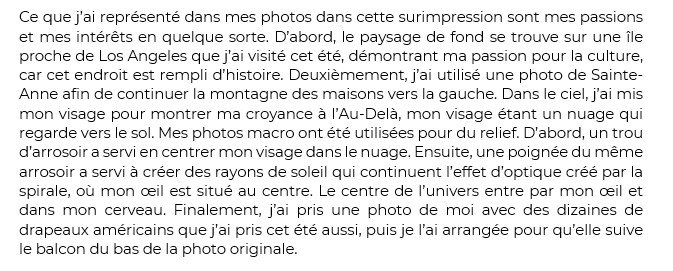 Ce que j’ai représenté dans mes photos dans cette surimpression sont mes passions
et mes intérêts en quelque sorte. D’abord, le paysage de fond se trouve sur une île
proche de Los Angeles que j’ai visité cet été, démontrant ma passion pour la culture,
car cet endroit est rempli d’histoire. Deuxièmement, j’ai utilisé une photo de Sainte-
Anne afin de continuer la montagne des maisons vers la gauche. Dans le ciel, j’ai mis
mon visage pour montrer ma croyance à l’Au-Delà, mon visage étant un nuage qui
regarde vers le sol. Mes photos macro ont été utilisées pour du relief. D’abord, un trou
d’arrosoir a servi en centrer mon visage dans le nuage. Ensuite, une poignée du même
arrosoir a servi à créer des rayons de soleil qui continuent l’effet d’optique créé par la
spirale, où mon œil est situé au centre. Le centre de l’univers entre par mon œil et
dans mon cerveau. Finalement, j’ai pris une photo de moi avec des dizaines de
drapeaux américains que j’ai pris cet été aussi, puis je l’ai arrangée pour qu’elle suive
le balcon du bas de la photo originale.